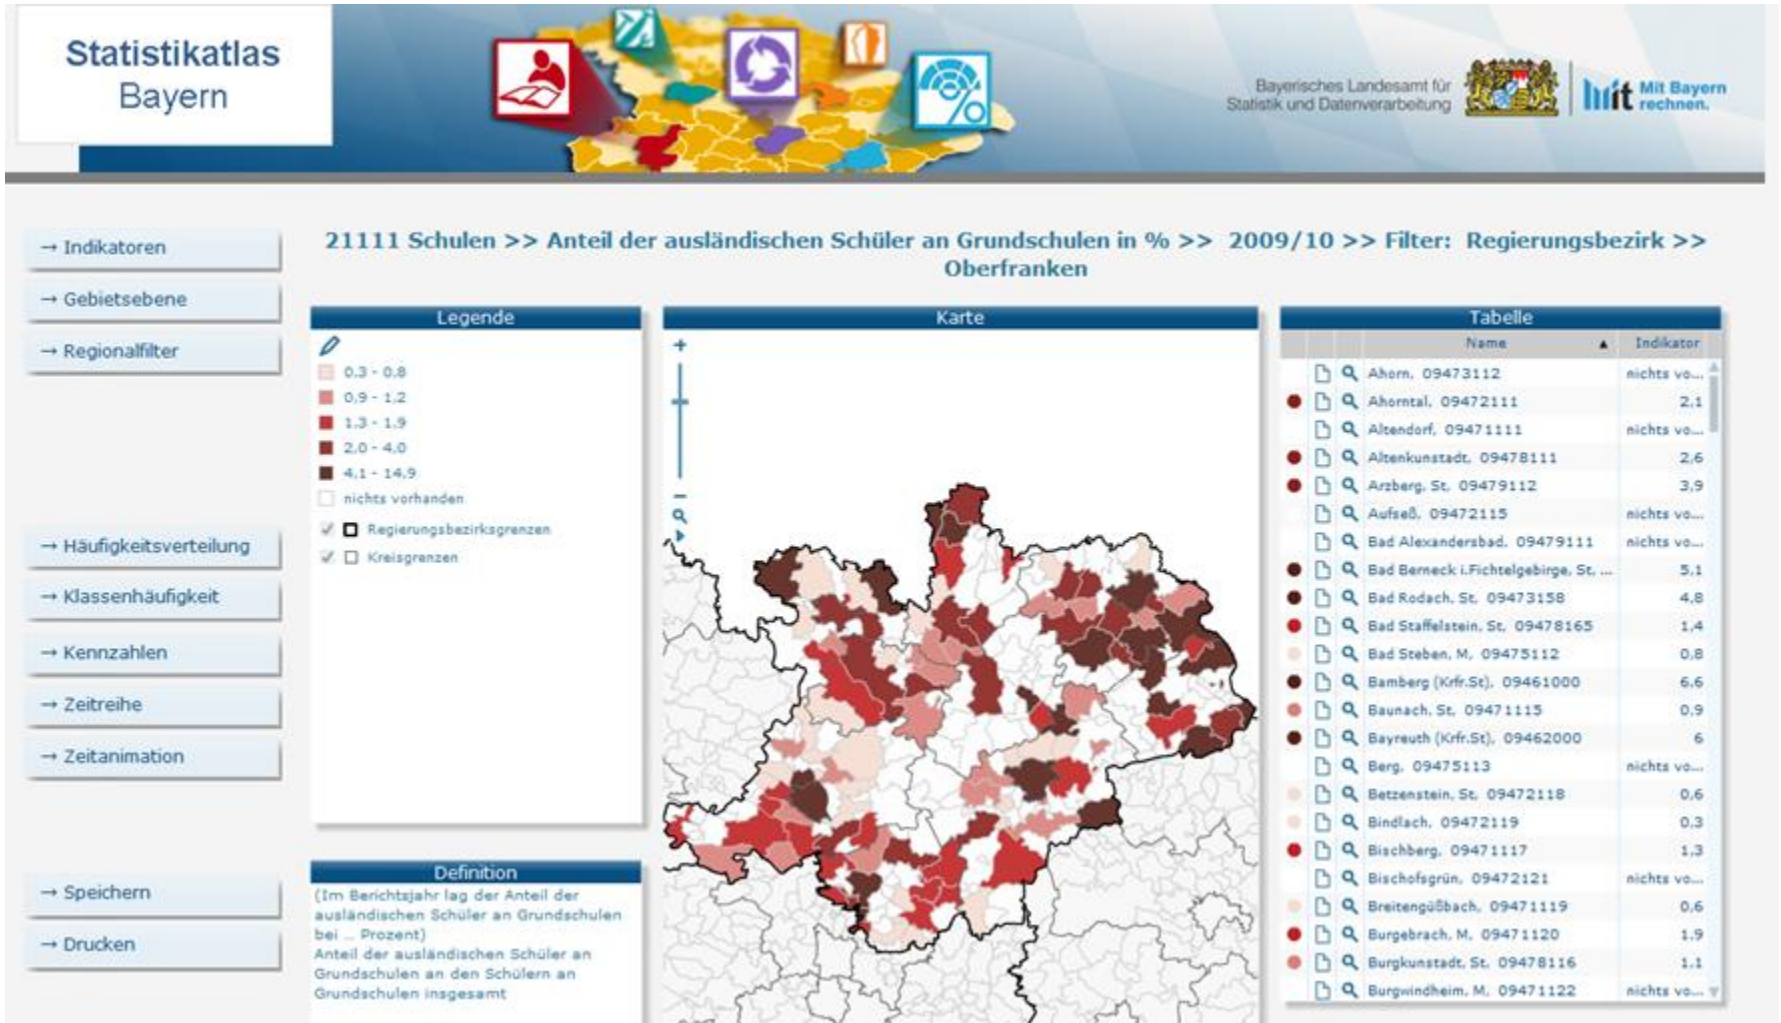 Statistikatlas
Bayern
Bayerisches Landesamt für
Statistik und Datenverarbeitung
mit Mit Bayern
rechnen.
→ Indikatoren
→ Gebietsebene
→ Regionalfilter
→ Häufigkeitsverteilung
→ Klassenhäufigkeit
→ Kennzahlen
→ Zeitreihe
→ Zeitanimation
→ Speichern
→ Drucken
21111 Schulen >> Anteil der ausländischen Schüler an Grundschulen in % >> 2009/10 >> Filter: Regierungsbezirk >>
Oberfranken
Legende
0,3 - 0,8
0,9 - 1,2
1,3 - 1,9
2,0 - 4,0
4,1 - 14,9
nichts vorhanden
Regierungsbezirksgrenzen
Kreisgrenzen
Definition
(Im Berichtsjahr lag der Anteil der
ausländischen Schüler an Grundschulen
bei ... Prozent)
Anteil der ausländischen Schüler an
Grundschulen an den Schülern an
Grundschulen insgesamt
Karte
Tabelle
Name ▲ Indikator
Ahorn, 09473112 nichts vo...
Ahorntal, 09472111 2,1
Altendorf, 09471111 nichts vo...
Altenkunstadt, 09478111 2,6
Arzberg, St, 09479112 3,9
Aufseß, 09472115 nichts vo...
Bad Alexandersbad, 09479111 nichts vo...
Bad Berneck i.Fichtelgebirge, St, ... 5,1
Bad Rodach, St, 09473158 4,8
Bad Staffelstein, St, 09478165 1,4
Bad Steben, M, 09475112 0,8
Bamberg (Krfr.St), 09461000 6,6
Baunach, St, 09471115 0,9
Bayreuth (Krfr.St), 09462000 6
Berg, 09475113 nichts vo...
Betzenstein, St, 09472118 0,6
Bindlach, 09472119 0,3
Bischberg, 09471117 1,3
Bischofsgrün, 09472121 nichts vo...
Breitengüßbach, 09471119 0,6
Burgebrach, M, 09471120 1,9
Burgkunstadt, St, 09478116 1,1
Burgwindheim, M, 09471122 nichts vo...